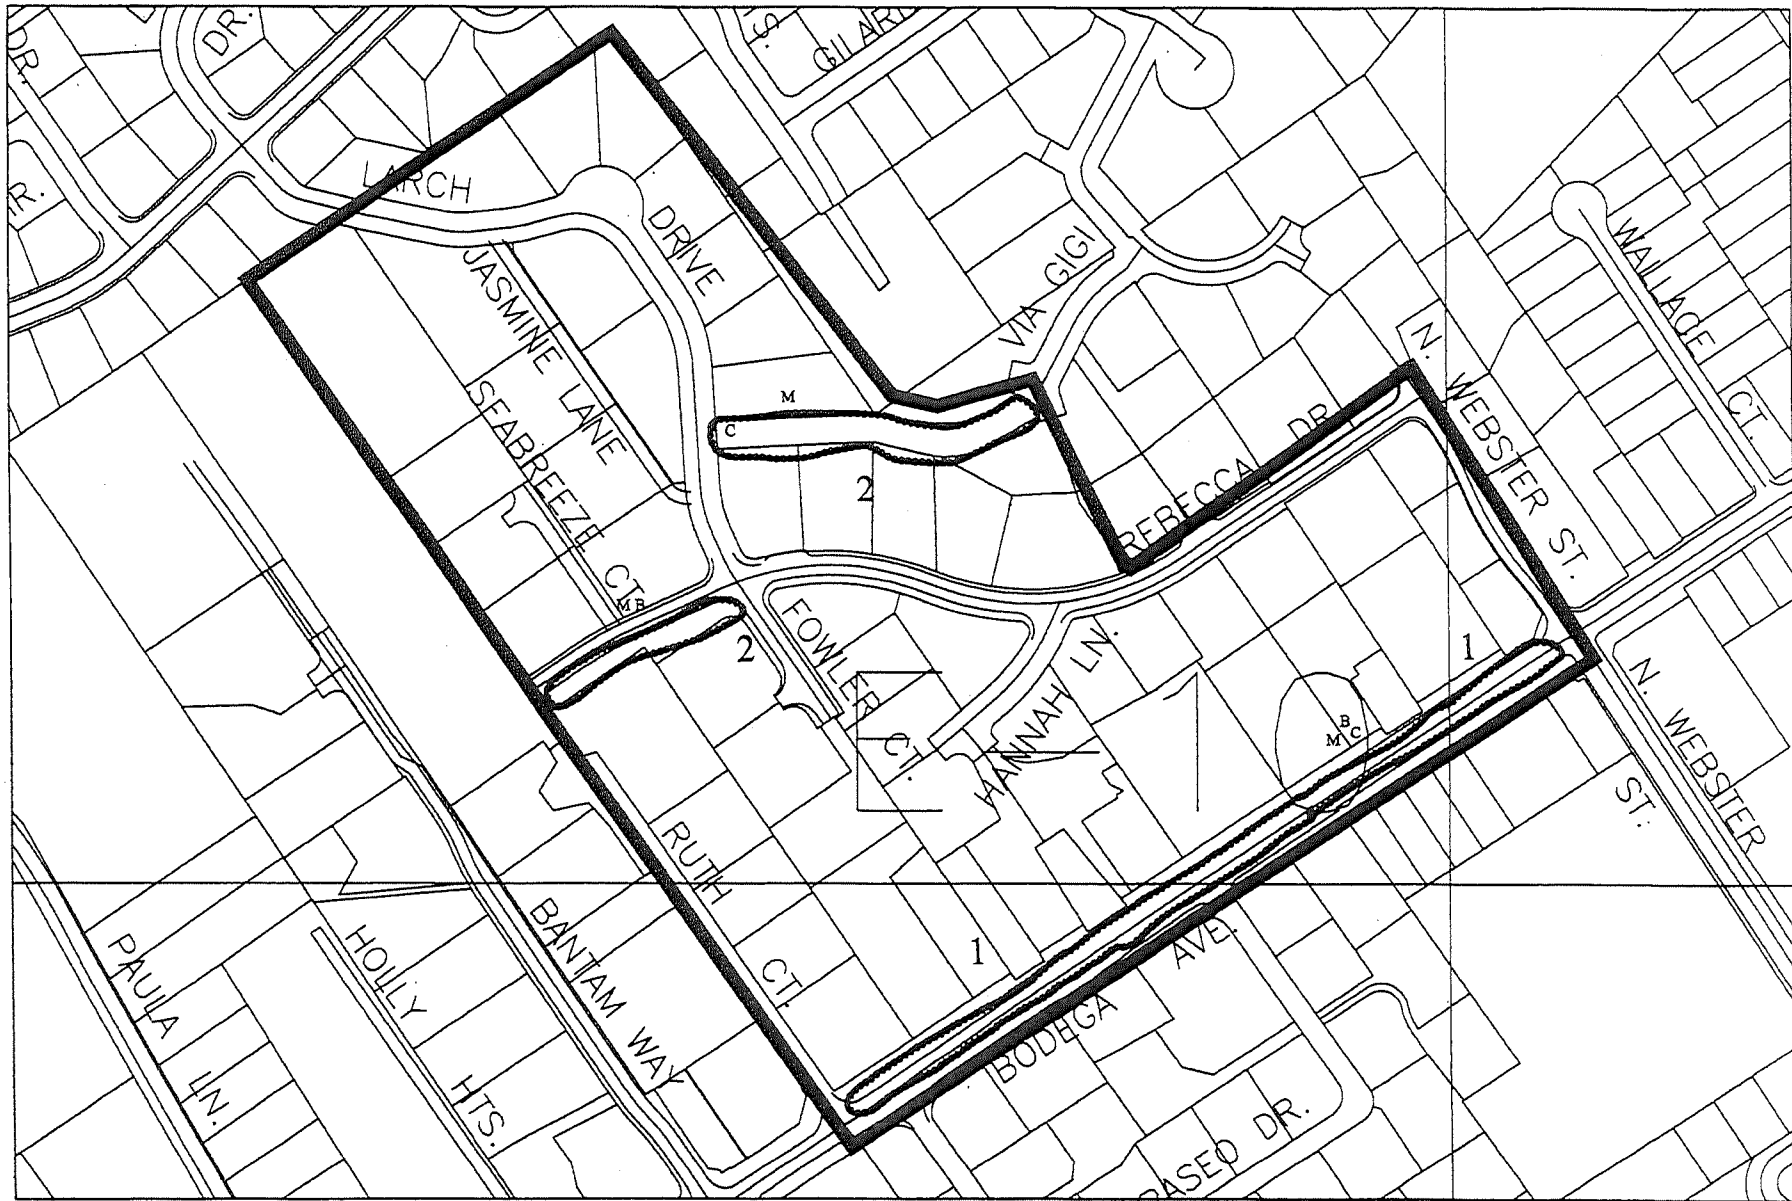 DR.
DR.
GILARD
LARCH
DRIVE
JASMINE LANE
VIA GIGI
WALLACE CT.
N. WEBSTER ST.
SEABREEZE CT.
M
C
2
REBECCA DR.
M B
2
FOWLER CT.
HANNAH LN.
E 1
1
B
M C
N. WEBSTER
ST.
RUTH CT.
1
BANTAM WAY
PAULA LN.
HOLLY HTS.
BODEGA AVE.
PASEO DR.